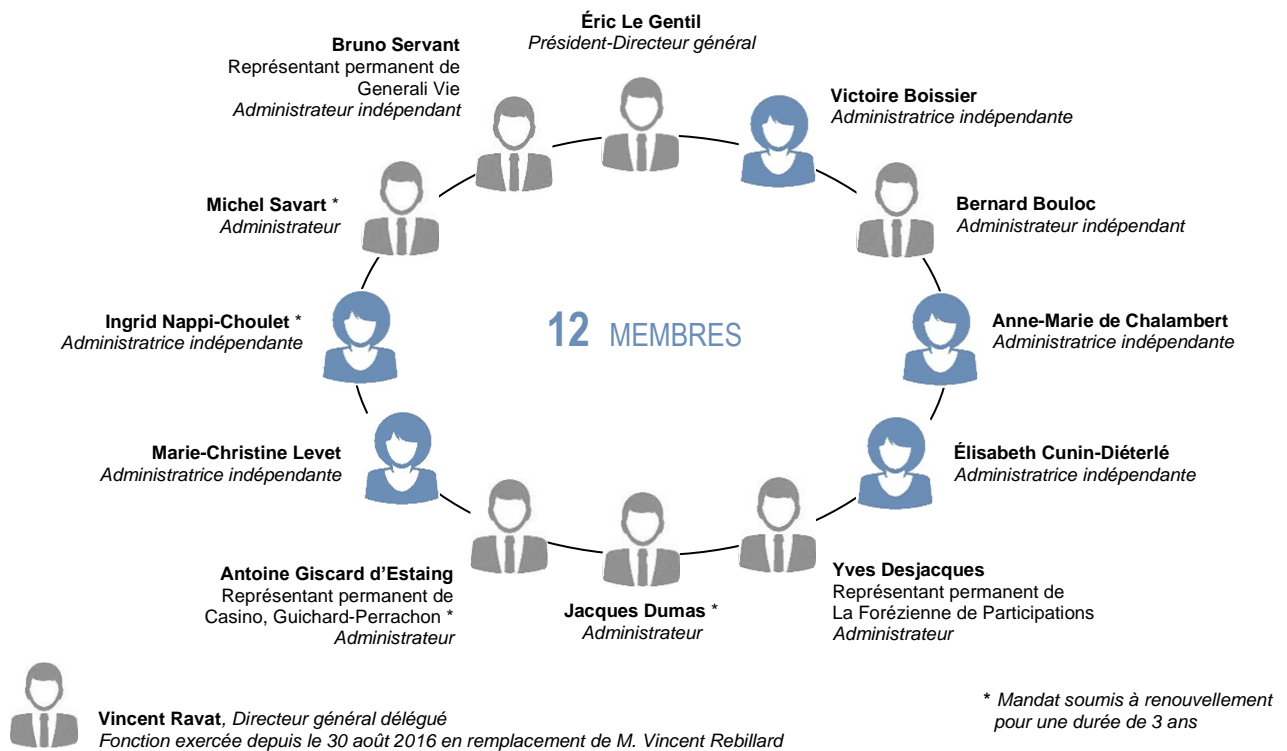 Éric Le Gentil
Président-Directeur général
Bruno Servant
Représentant permanent de
Generali Vie
Administrateur indépendant
Victoire Boissier
Administratrice indépendante
Michel Savart *
Administrateur
Bernard Bouloc
Administrateur indépendant
Ingrid Nappi-Choulet *
Administratrice indépendante
12 MEMBRES
Anne-Marie de Chalambert
Administratrice indépendante
Marie-Christine Levet
Administratrice indépendante
Élisabeth Cunin-Diéterlé
Administratrice indépendante
Antoine Giscard d'Estaing
Représentant permanent de
Casino, Guichard-Perrachon *
Administrateur
Jacques Dumas *
Administrateur
Yves Desjacques
Représentant permanent de
La Forézienne de Participations
Administrateur
Vincent Ravat, Directeur général délégué
Fonction exercée depuis le 30 août 2016 en remplacement de M. Vincent Rebillard
* Mandat soumis à renouvellement
pour une durée de 3 ans